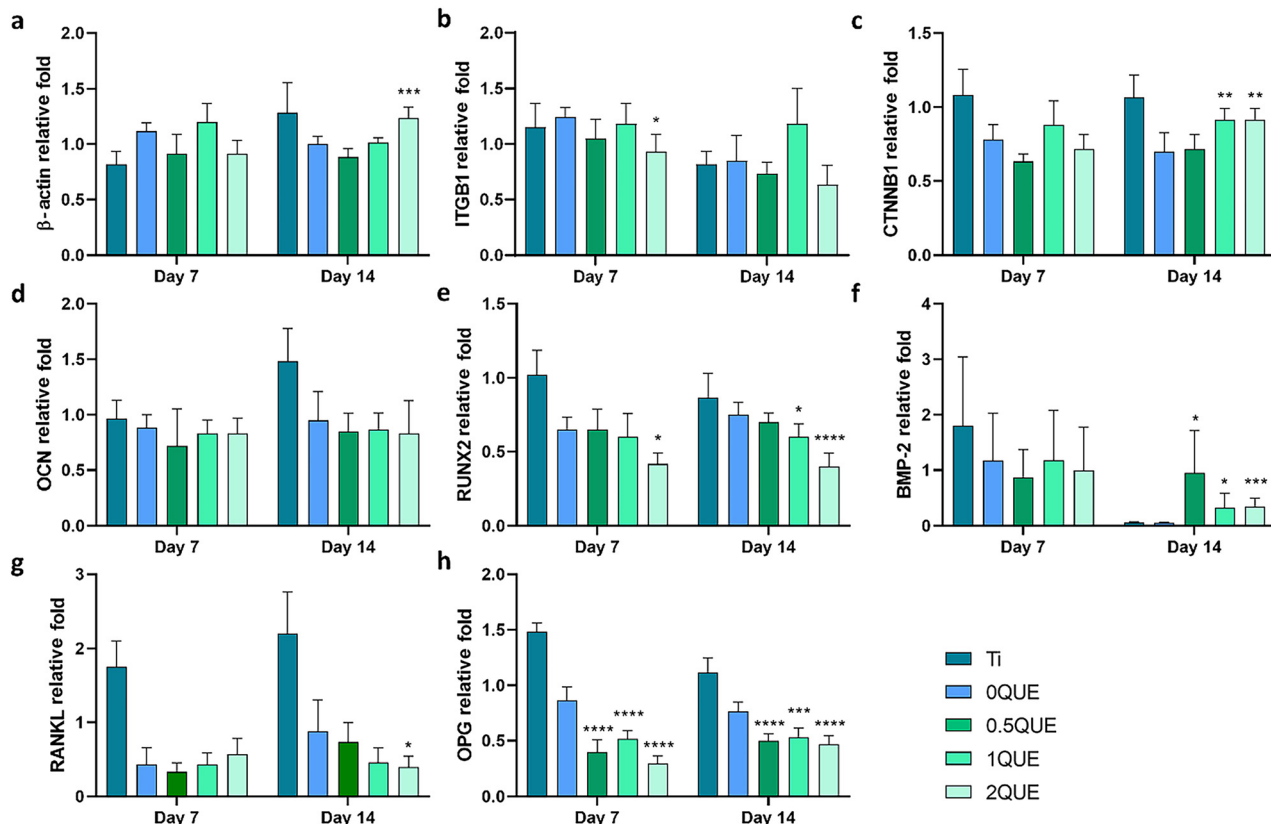 a
β-actin relative fold
2.0
1.5
1.0
0.5
0.0
***
Day 7
Day 14
b
ITGB1 relative fold
2.0
1.5
1.0
0.5
0.0
*
Day 7
Day 14
c
CTNNB1 relative fold
1.5
1.0
0.5
0.0
**
**
Day 7
Day 14
d
OCN relative fold
2.0
1.5
1.0
0.5
0.0
Day 7
Day 14
e
RUNX2 relative fold
1.5
1.0
0.5
0.0
*
*
****
Day 7
Day 14
f
BMP-2 relative fold
4
3
2
1
0
*
*
***
Day 7
Day 14
g
RANKL relative fold
3
2
1
0
*
Day 7
Day 14
h
OPG relative fold
2.0
1.5
1.0
0.5
0.0
****
****
****
****
***
****
Day 7
Day 14
Ti
0QUE
0.5QUE
1QUE
2QUE